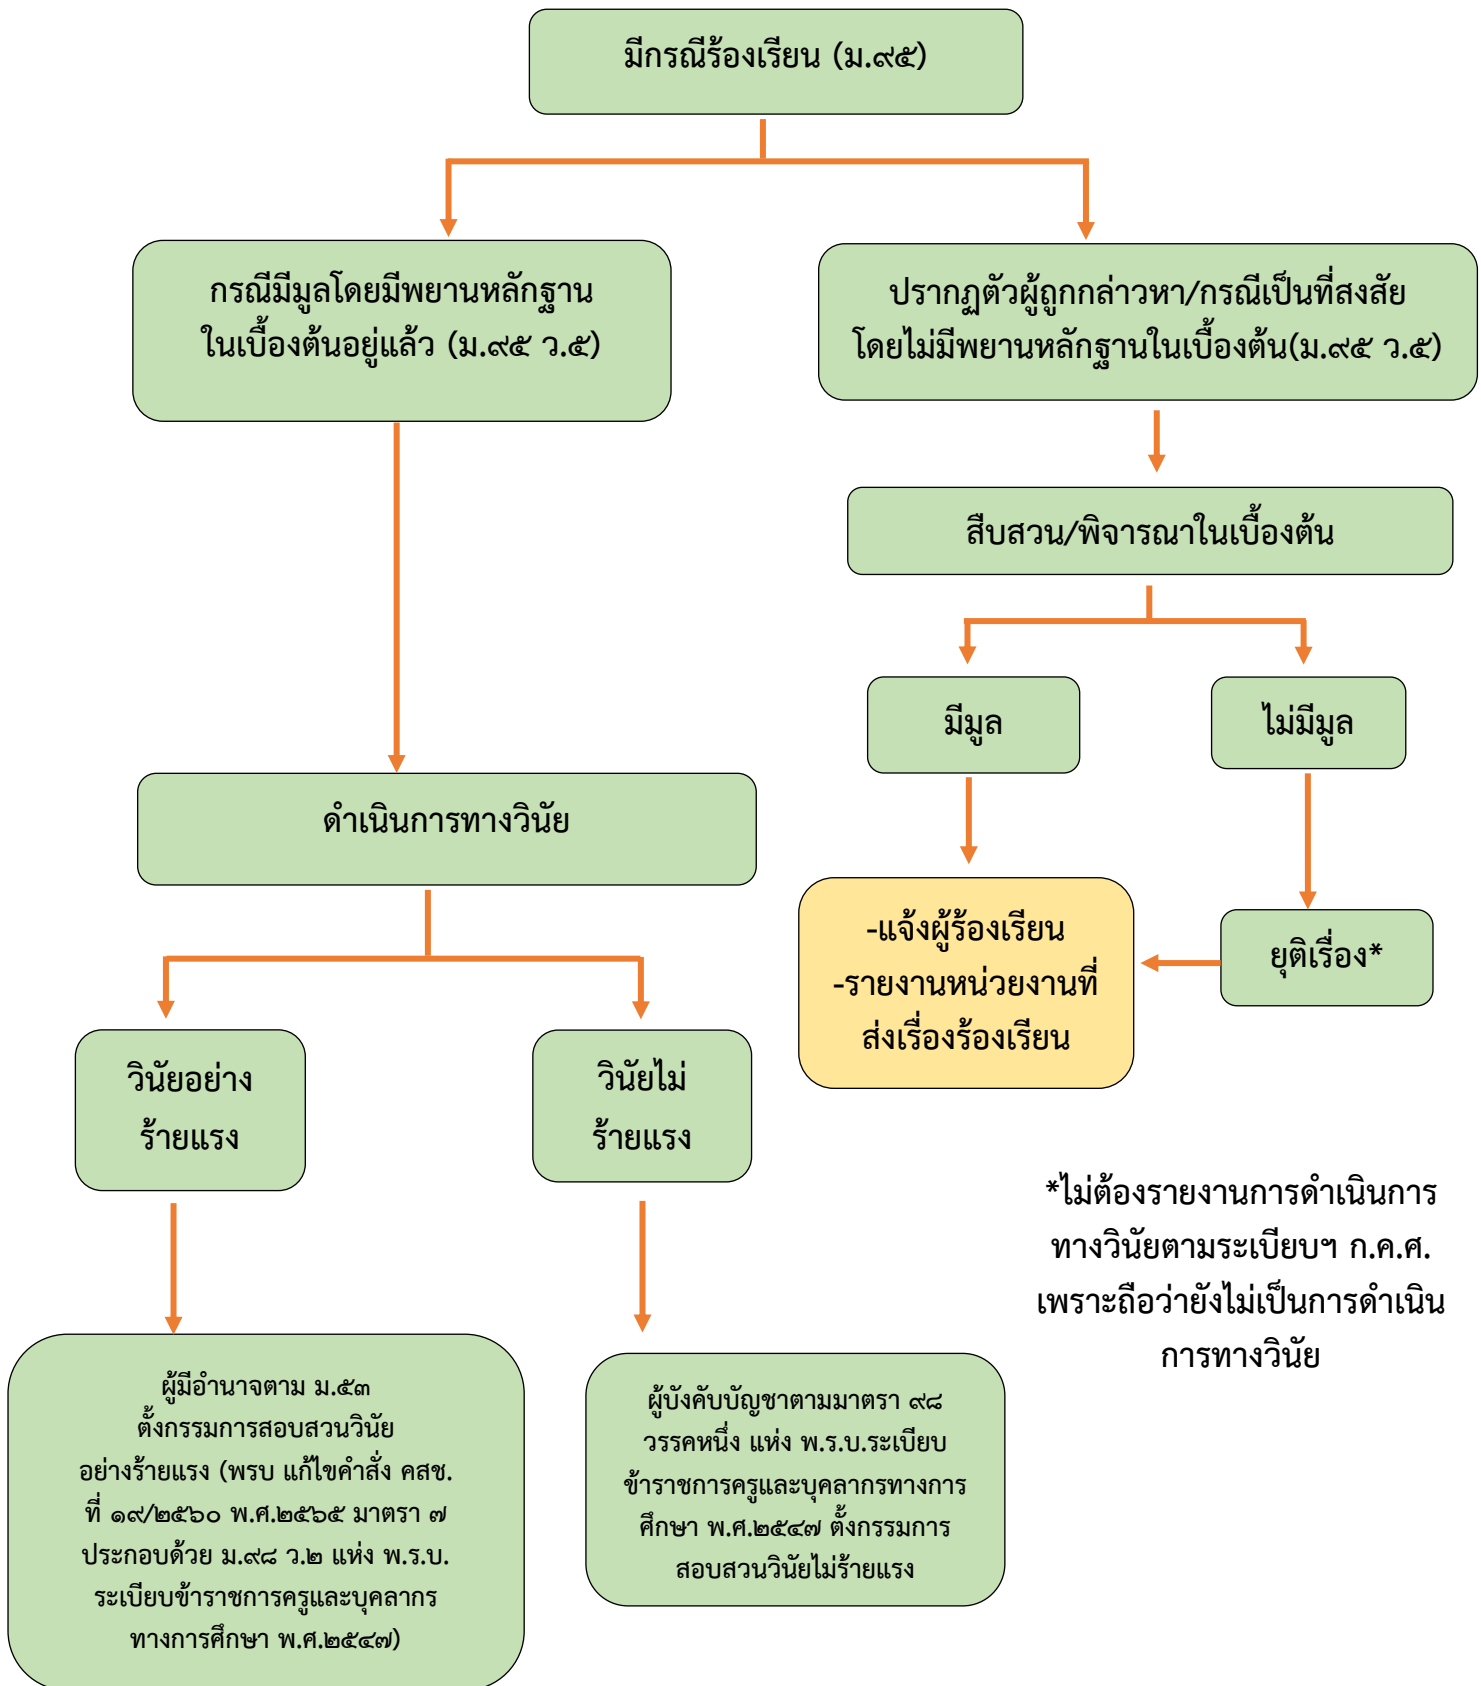 มีกรณีร้องเรียน (ม.๙๕)
กรณีมีมูลโดยมีพยานหลักฐาน
ในเบื้องต้นอยู่แล้ว (ม.๙๕ ว.๕)
ปรากฏตัวผู้ถูกกล่าวหา/กรณีเป็นที่สงสัย
โดยไม่มีพยานหลักฐานในเบื้องต้น(ม.๙๕ ว.๕)
สืบสวน/พิจารณาในเบื้องต้น
มีมูล
ไม่มีมูล
ดำเนินการทางวินัย
-แจ้งผู้ร้องเรียน
-รายงานหน่วยงานที่
ส่งเรื่องร้องเรียน
ยุติเรื่อง*
วินัยอย่าง
ร้ายแรง
วินัยไม่
ร้ายแรง
*ไม่ต้องรายงานการดำเนินการ
ทางวินัยตามระเบียบฯ ก.ค.ศ.
เพราะถือว่ายังไม่เป็นการดำเนิน
การทางวินัย
ผู้มีอำนาจตาม ม.๕๓
ตั้งกรรมการสอบสวนวินัย
อย่างร้ายแรง (พรบ แก้ไขคำสั่ง คสช.
ที่ ๑๙/๒๕๖๐ พ.ศ.๒๕๖๕ มาตรา ๗
ประกอบด้วย ม.๙๘ ว.๒ แห่ง พ.ร.บ.
ระเบียบข้าราชการครูและบุคลากร
ทางการศึกษา พ.ศ.๒๕๔๗)
ผู้บังคับบัญชาตามมาตรา ๙๘
วรรคหนึ่ง แห่ง พ.ร.บ.ระเบียบ
ข้าราชการครูและบุคลากรทางการ
ศึกษา พ.ศ.๒๕๔๗ ตั้งกรรมการ
สอบสวนวินัยไม่ร้ายแรง